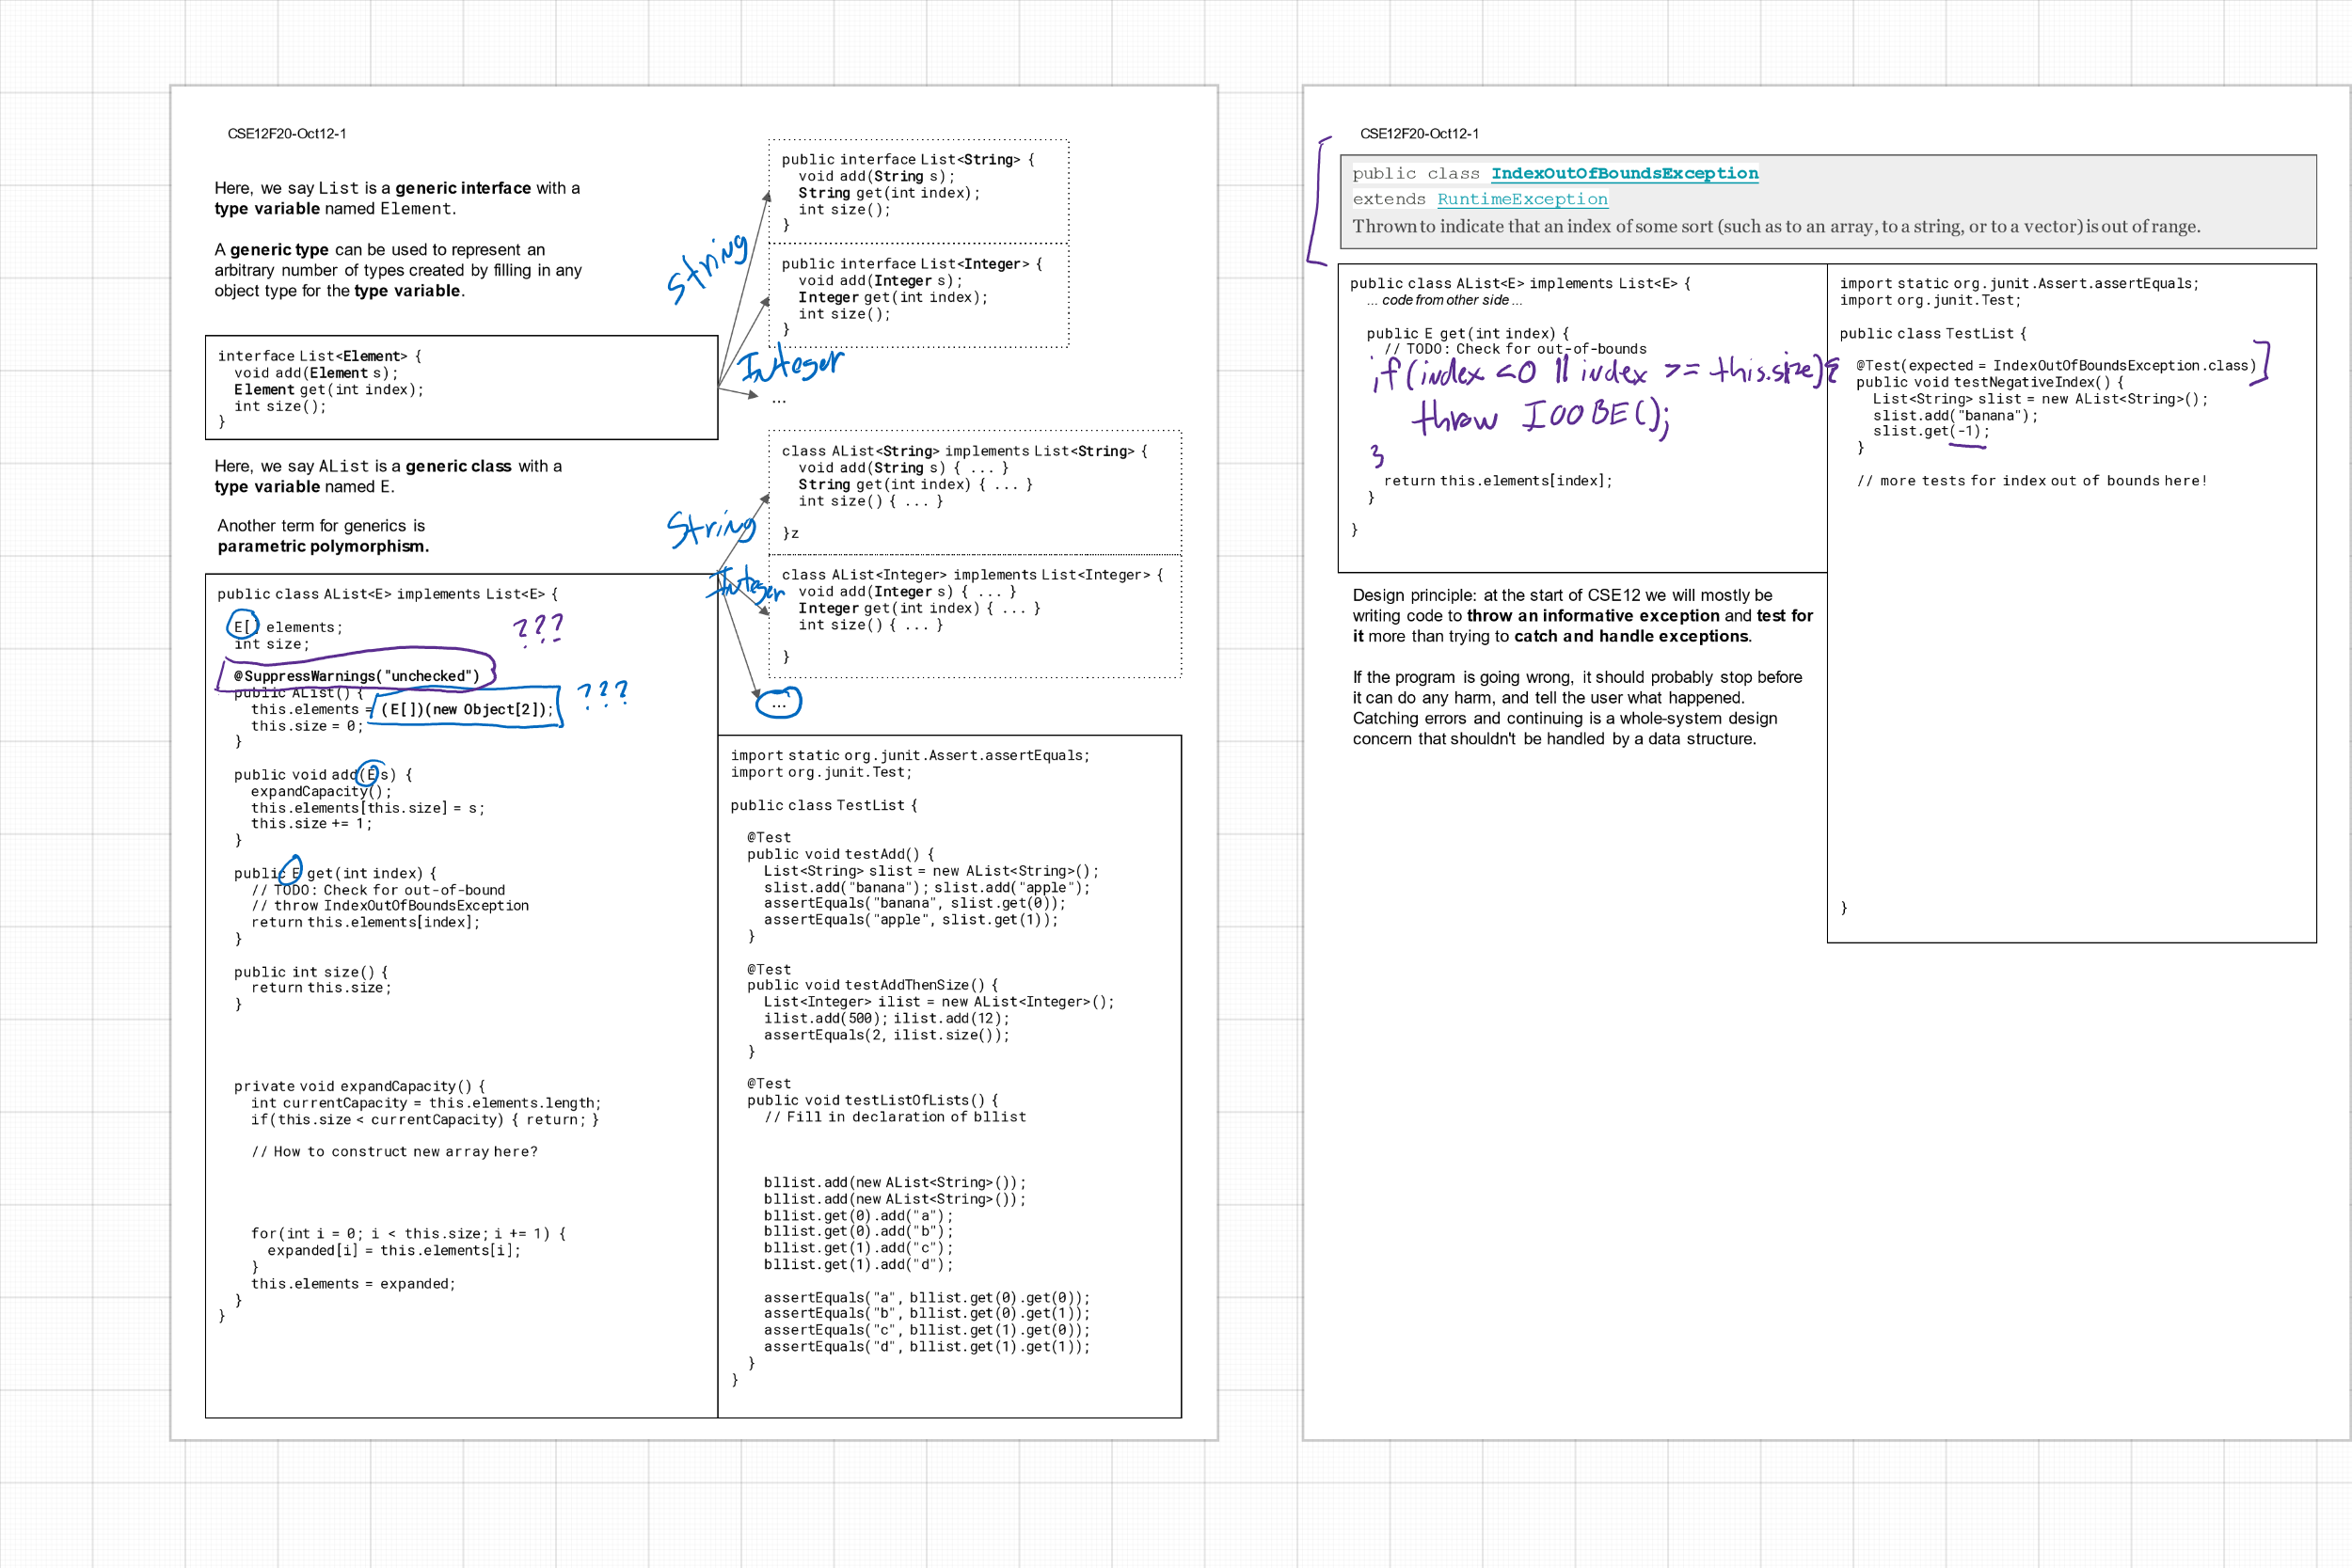 CSE12F20-Oct12-1
Here, we say List is a generic interface with a
type variable named Element.
A generic type can be used to represent an
arbitrary number of types created by filling in any
object type for the type variable.
interface List<Element> {
void add(Element s);
Element get(int index);
int size();
}
String
Integer
public interface List<String> {
void add(String s);
String get(int index);
int size();
}
public interface List<Integer> {
void add(Integer s);
Integer get(int index);
int size();
}
...
Here, we say AList is a generic class with a
type variable named E.
Another term for generics is
parametric polymorphism.
String
Integer
class AList<String> implements List<String> {
void add(String s) { ... }
String get(int index) { ... }
int size() { ... }
}z
class AList<Integer> implements List<Integer> {
void add(Integer s) { ... }
Integer get(int index) { ... }
int size() { ... }
}
...
public class AList<E> implements List<E> {
E[] elements;
???
int size;
@SuppressWarnings("unchecked")
public AList() {
this.elements = (E[])(new Object[2]);
???
this.size = 0;
}
public void add(E s) {
expandCapacity();
this.elements[this.size] = s;
this.size += 1;
}
public E get(int index) {
// TODO: Check for out-of-bound
// throw IndexOutOfBoundsException
return this.elements[index];
}
public int size() {
return this.size;
}
private void expandCapacity() {
int currentCapacity = this.elements.length;
if(this.size < currentCapacity) { return; }
// How to construct new array here?
for(int i = 0; i < this.size; i += 1) {
expanded[i] = this.elements[i];
}
this.elements = expanded;
}
}
import static org.junit.Assert.assertEquals;
import org.junit.Test;
public class TestList {
@Test
public void testAdd() {
List<String> slist = new AList<String>();
slist.add("banana"); slist.add("apple");
assertEquals("banana", slist.get(0));
assertEquals("apple", slist.get(1));
}
@Test
public void testAddThenSize() {
List<Integer> ilist = new AList<Integer>();
ilist.add(500); ilist.add(12);
assertEquals(2, ilist.size());
}
@Test
public void testListOfLists() {
// Fill in declaration of bllist
bllist.add(new AList<String>());
bllist.add(new AList<String>());
bllist.get(0).add("a");
bllist.get(0).add("b");
bllist.get(1).add("c");
bllist.get(1).add("d");
assertEquals("a", bllist.get(0).get(0));
assertEquals("b", bllist.get(0).get(1));
assertEquals("c", bllist.get(1).get(0));
assertEquals("d", bllist.get(1).get(1));
}
}
CSE12F20-Oct12-1
public class IndexOutOfBoundsException
extends RuntimeException
Thrown to indicate that an index of some sort (such as to an array, to a string, or to a vector) is out of range.
public class AList<E> implements List<E> {
... code from other side ...
public E get(int index) {
// TODO: Check for out-of-bounds
if(index <0 || index >= this.size){
throw IOOBE();
}
return this.elements[index];
}
}
import static org.junit.Assert.assertEquals;
import org.junit.Test;
public class TestList {
@Test(expected = IndexOutOfBoundsException.class)
public void testNegativeIndex() {
List<String> slist = new AList<String>();
slist.add("banana");
slist.get(-1);
}
// more tests for index out of bounds here!
}
Design principle: at the start of CSE12 we will mostly be
writing code to throw an informative exception and test for
it more than trying to catch and handle exceptions.
If the program is going wrong, it should probably stop before
it can do any harm, and tell the user what happened.
Catching errors and continuing is a whole-system design
concern that shouldn't be handled by a data structure.